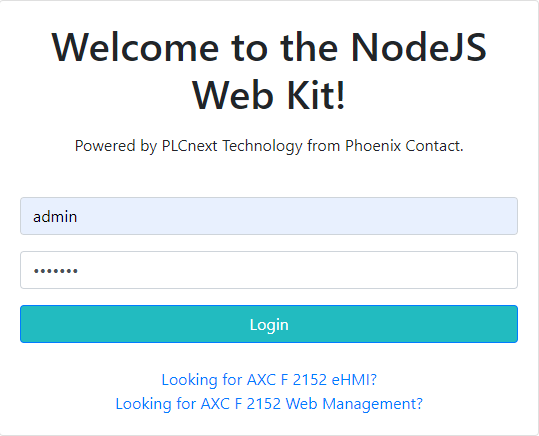 Welcome to the NodeJS
Web Kit!
Powered by PLCnext Technology from Phoenix Contact.
admin
•••••••
Login
Looking for AXC F 2152 eHMI?
Looking for AXC F 2152 Web Management?